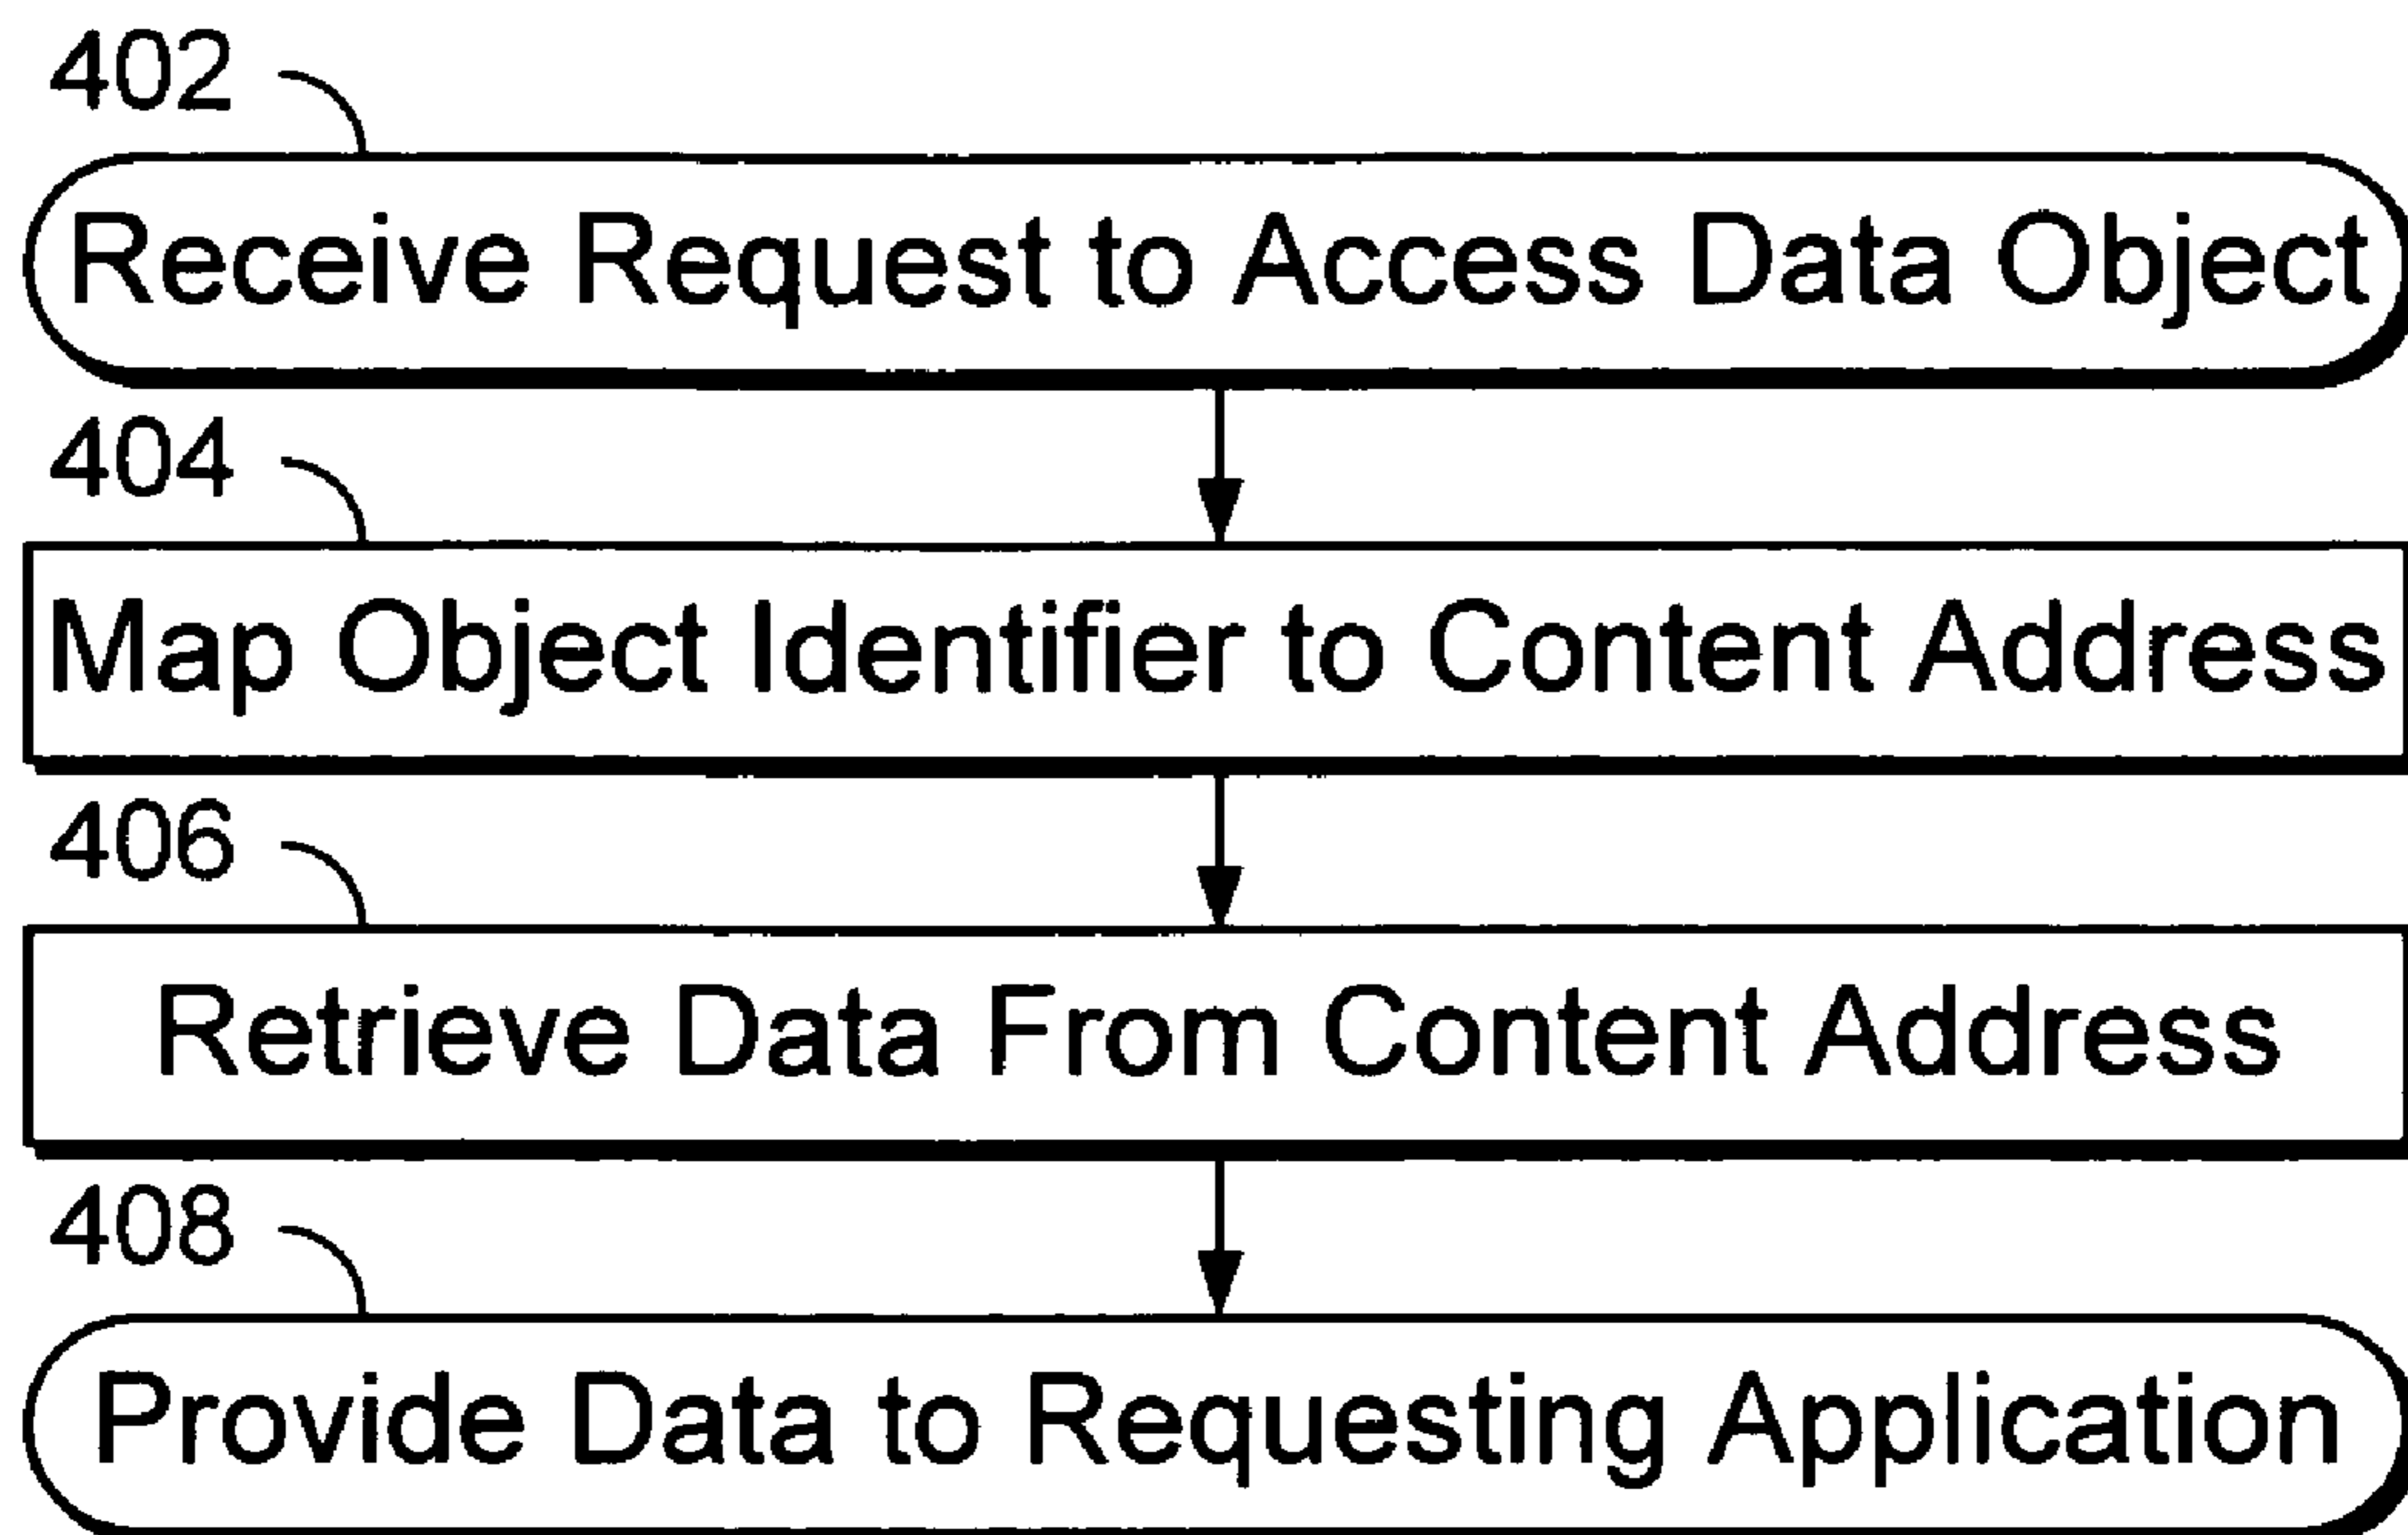 402
Receive Request to Access Data Object
404
Map Object Identifier to Content Address
406
Retrieve Data From Content Address
408
Provide Data to Requesting Application